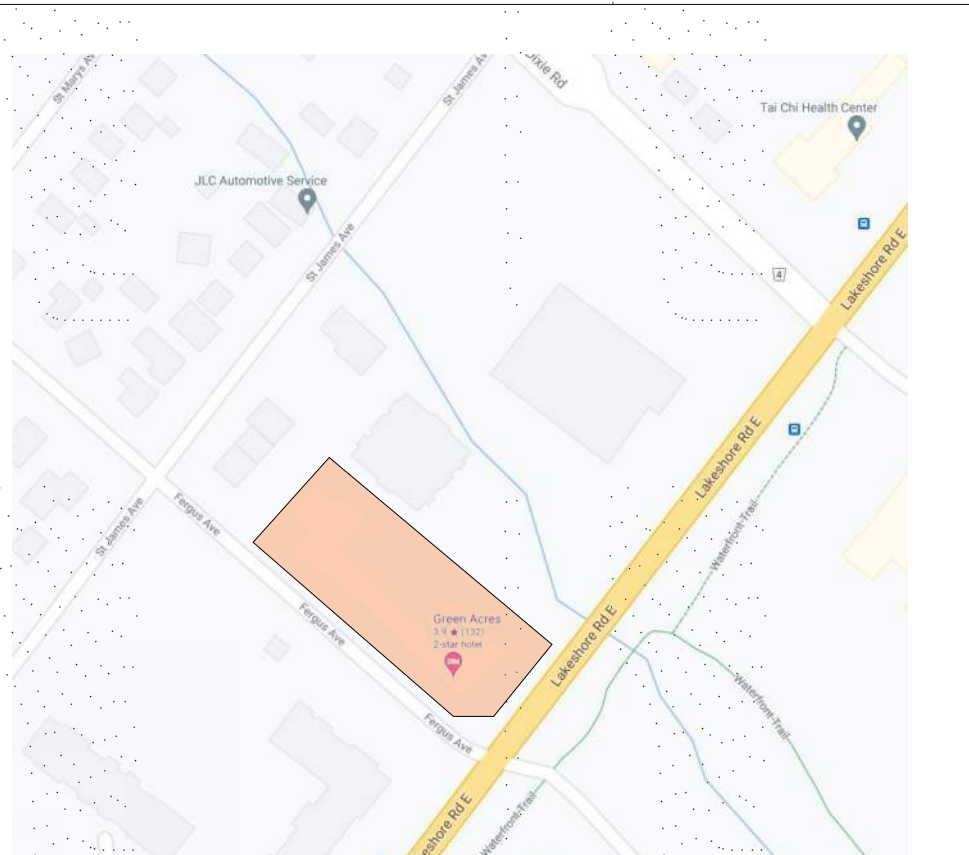 St Marys Av
St James A
Dixie Rd
Tai Chi Health Center
JLC Automotive Service
St James Ave
Lakeshore Rd E
4
Lakeshore Rd E
Fergus Ave
St James Ave
Waterfront-Trail
Fergus Ave
Green Acres
3.9 ★ (132)
2-star hotel
Lakeshore Rd E
Waterfront-Trail
Fergus Ave
Waterfront-Trail
eshore Rd E